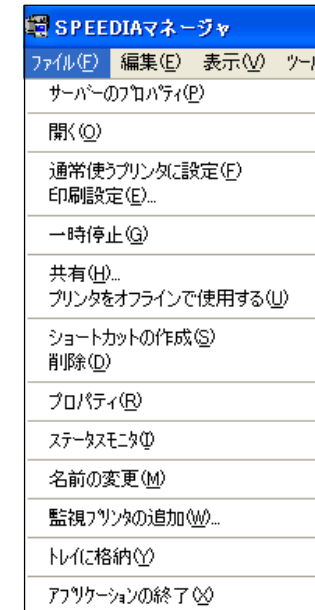 SPEEDIAマネージャ
ファイル(F) 編集(E) 表示(V) ツール
サーバーのプロパティ(P)
開く(O)
通常使うプリンタに設定(F)
印刷設定(E)...
一時停止(G)
共有(H)...
プリンタをオフラインで使用する(U)
ショートカットの作成(S)
削除(D)
プロパティ(R)
ステータスモニタ(I)
名前の変更(M)
監視プリンタの追加(W)...
トレイに格納(Y)
アプリケーションの終了(X)